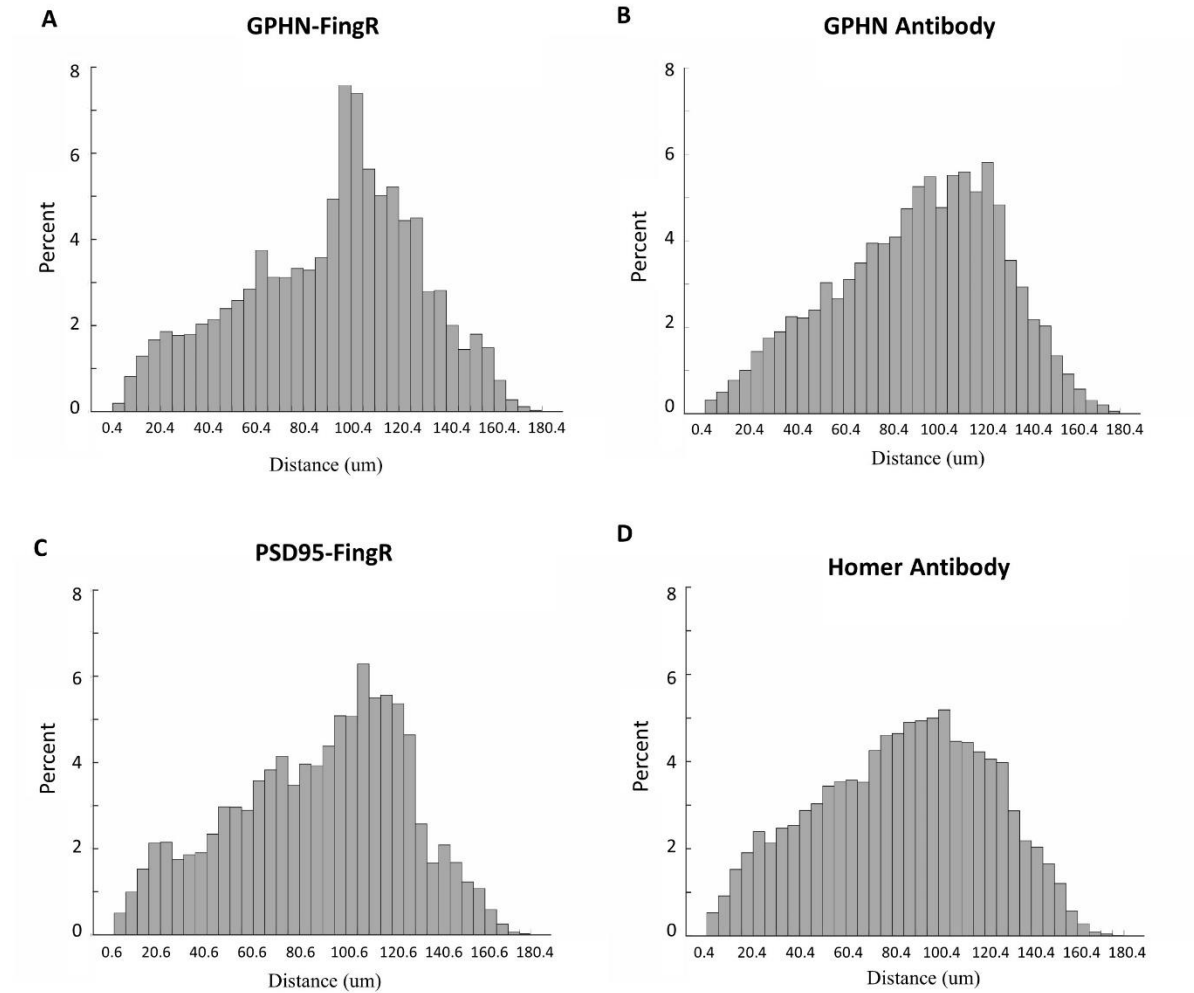 A
GPHN-FingR
8
6
4
2
0
Percent
0.4 20.4 40.4 60.4 80.4 100.4 120.4 140.4 160.4. 180.4
Distance (um)
B
GPHN Antibody
8
6
4
2
0
Percent
0.4 20.4 40.4 60.4 80.4 100.4 120.4 140.4 160.4 180.4
Distance (um)
C
PSD95-FingR
8
6
4
2
0
Percent
0.6 20.6 40.6 60.6 80.6 100.6 120.6 140.6 160.6 180.6
Distance (um)
D
Homer Antibody
8
6
4
2
0
Percent
0.4 20.4 40.4 60.4 80.4 100.4 120.4 140.4 160.4 180.4
Distance (um)